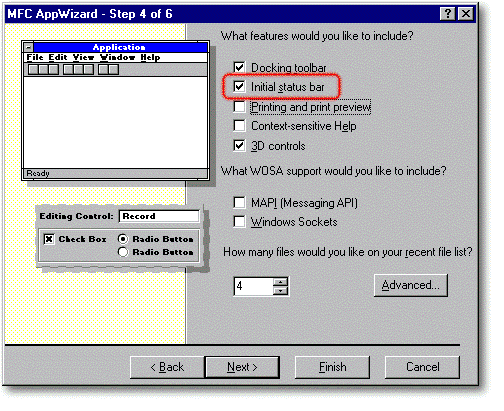 MFC AppWizard - Step 4 of 6
Application
File Edit View Window Help
Ready
Editing Control: Record
Check Box
Radio Button
Radio Button
What features would you like to include?
Docking toolbar
Initial status bar
Printing and print preview
Context-sensitive Help
3D controls
What WOSA support would you like to include?
MAPI (Messaging API)
Windows Sockets
How many files would you like on your recent file list?
4
Advanced...
< Back
Next >
Finish
Cancel